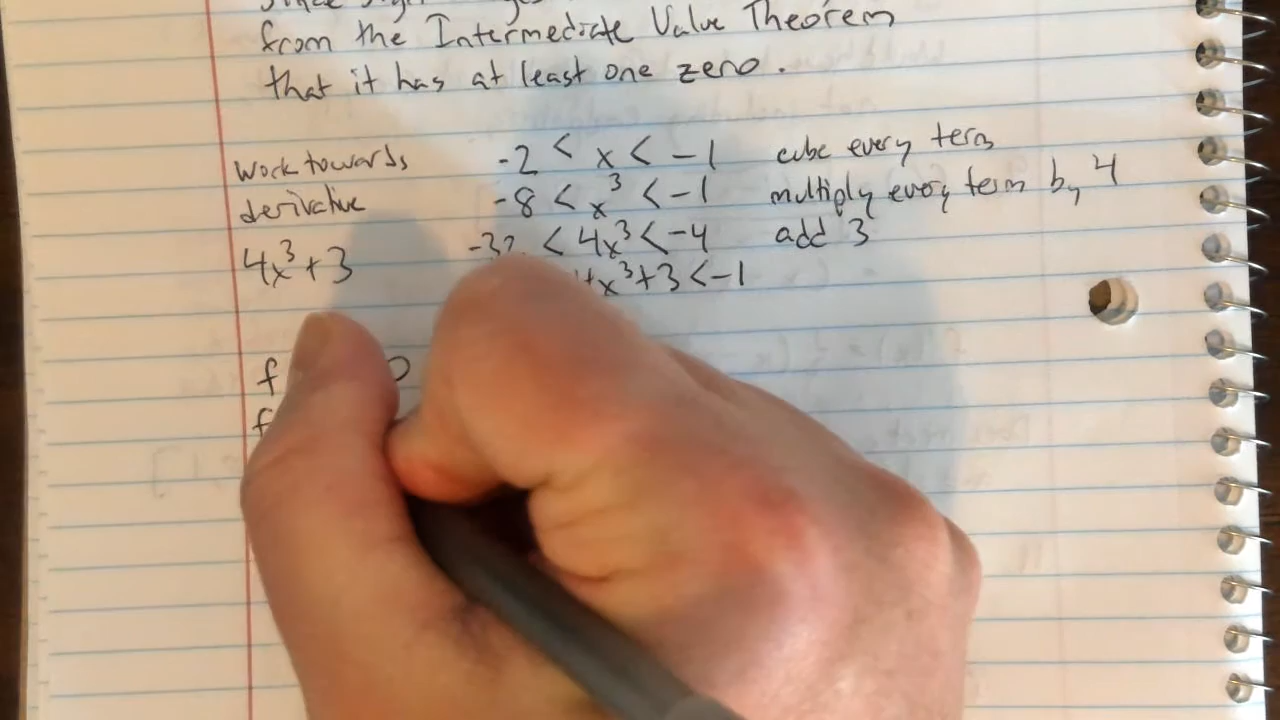 from the Intermediate Value Theorem
that it has at least one zero.
work towards -2 < x < -1 cube every term
derivative -8 < x³ < -1 multiply every term by 4
4x³+3 -32 < 4x³ < -4 add 3
4x³+3 < -1
f
f